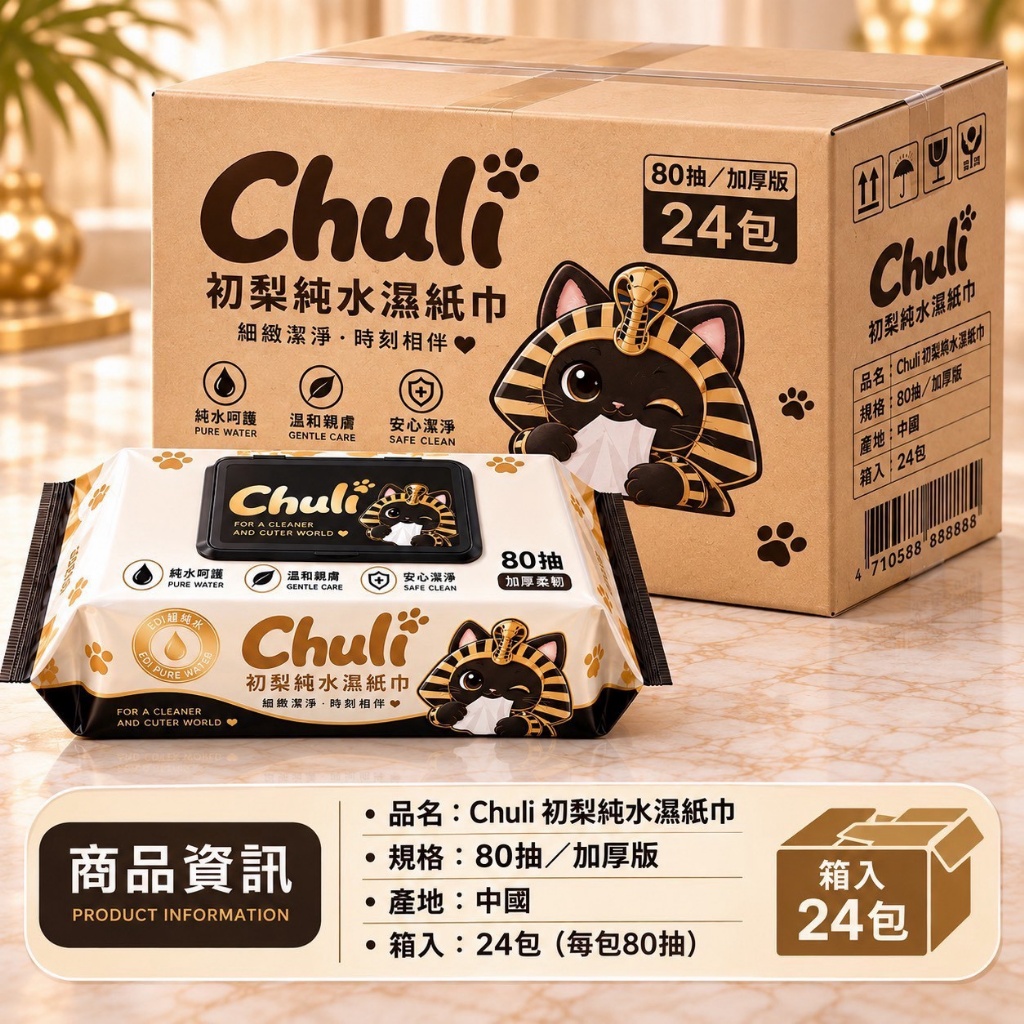 Chuli
初梨純水濕紙巾
細緻潔淨·時刻相伴
純水呵護
PURE WATER
溫和親膚
GENTLE CARE
安心潔淨
SAFE CLEAN
80抽／加厚版
24包
Chuli
初梨純水濕紙巾
品名：Chuli 初梨純水濕紙巾
規格：80抽/加厚版
產地：中國
箱入：24包
4 710588 888888
Chuli
FOR A CLEANER
AND CUTER WORLD
純水呵護
PURE WATER
溫和親膚
GENTLE CARE
安心潔淨
SAFE CLEAN
80抽
加厚柔韌
EDI超純水
EDI PURE WATER
Chuli
初梨純水濕紙巾
細緻潔淨·時刻相伴
FOR A CLEANER
AND CUTER WORLD
商品資訊
PRODUCT INFORMATION
• 品名：Chuli 初梨純水濕紙巾
• 規格：80抽／加厚版
• 產地：中國
• 箱入：24包（每包80抽）
箱入
24包